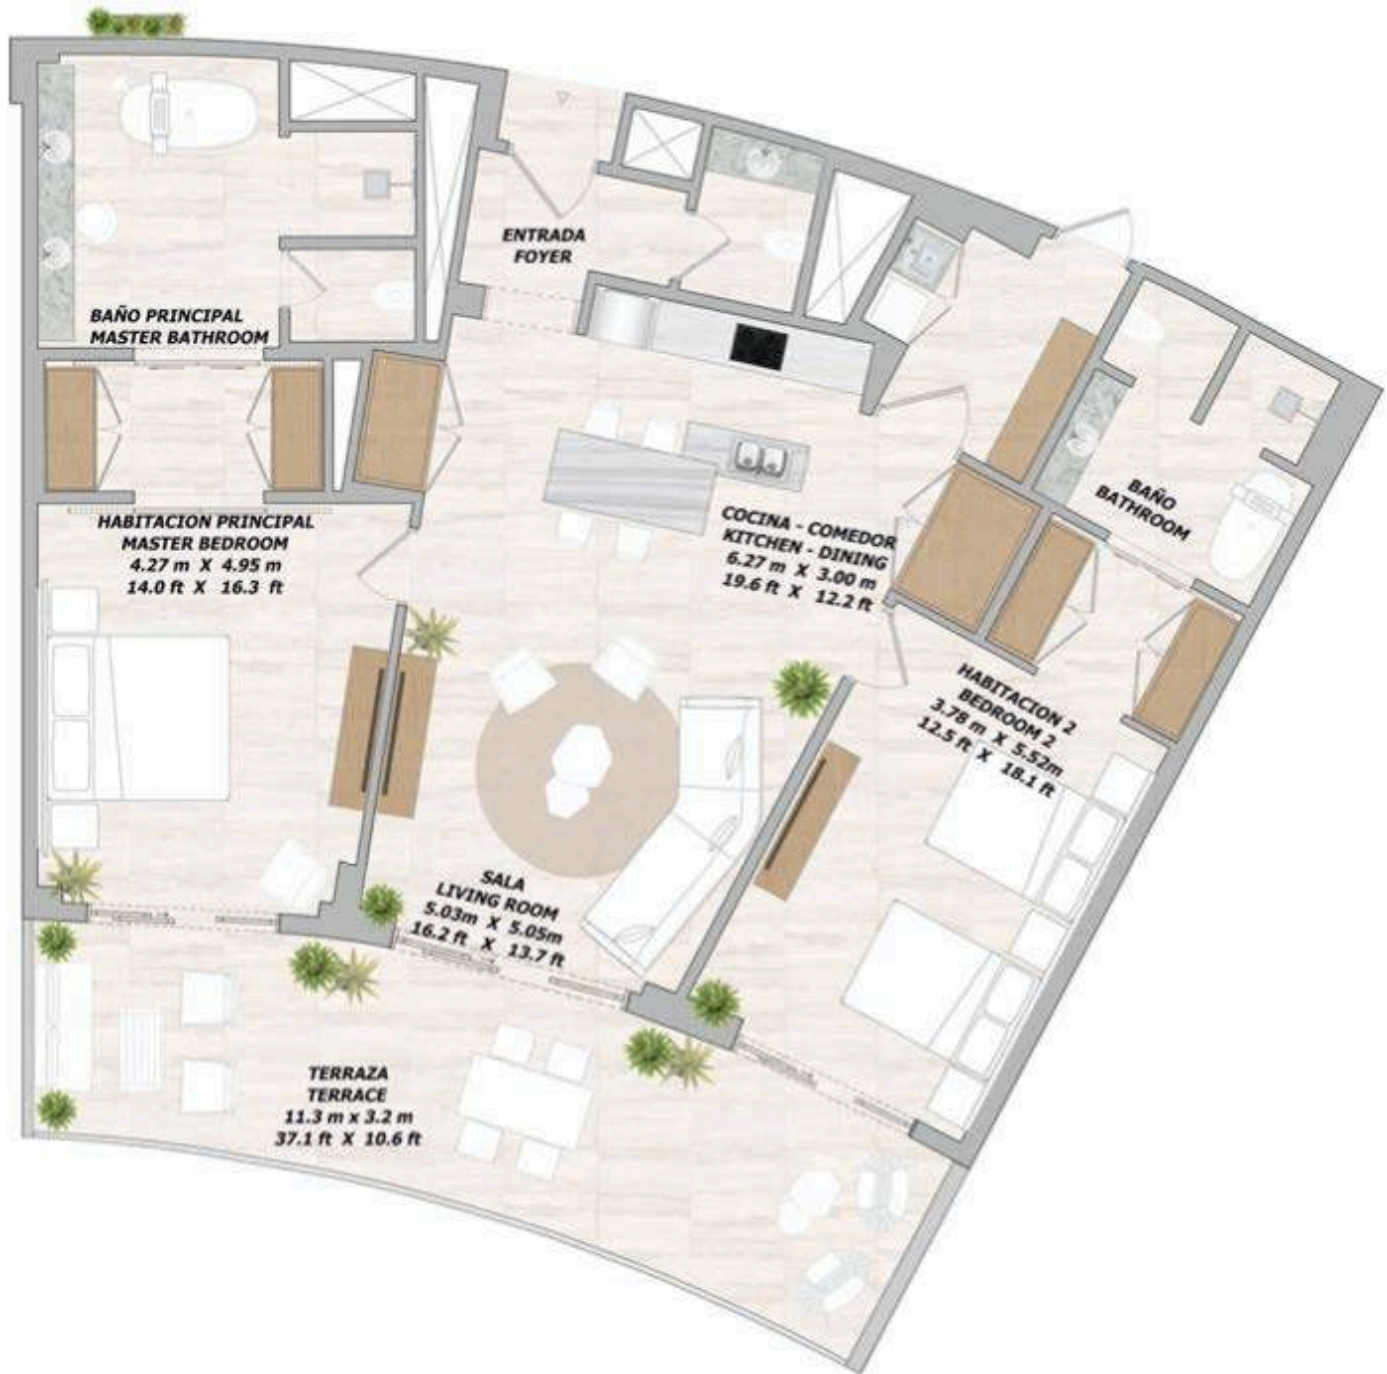 ENTRADA
FOYER
BAÑO PRINCIPAL
MASTER BATHROOM
HABITACION PRINCIPAL
MASTER BEDROOM
4.27 m X 4.95 m
14.0 ft X 16.3 ft
COCINA - COMEDOR
KITCHEN - DINING
6.27 m X 3.00 m
19.6 ft X 12.2 ft
BAÑO
BATHROOM
HABITACION 2
BEDROOM 2
3.78 m X 5.52m
12.5 ft X 18.1 ft
SALA
LIVING ROOM
5.03m X 5.05m
16.2 ft X 13.7 ft
TERRAZA
TERRACE
11.3 m x 3.2 m
37.1 ft X 10.6 ft